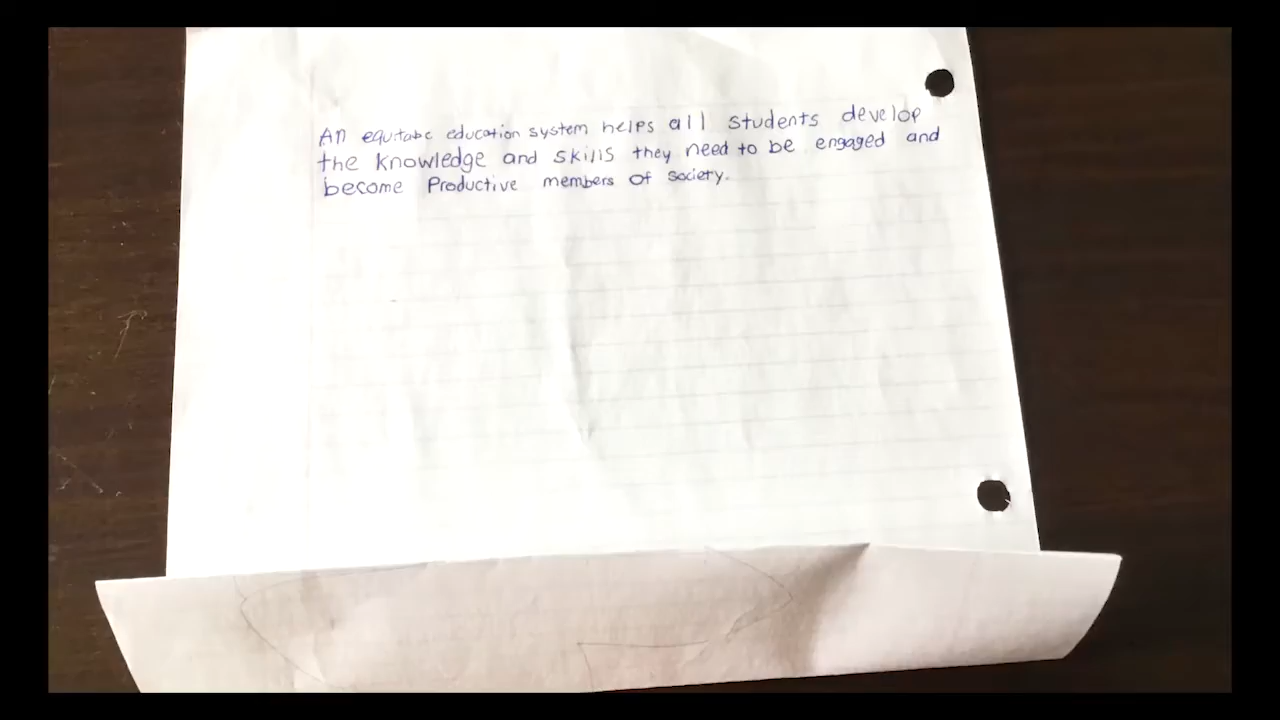 An equitabe education system helps all students develop
the knowledge and skills they need to be engaged and
become Productive members of society.